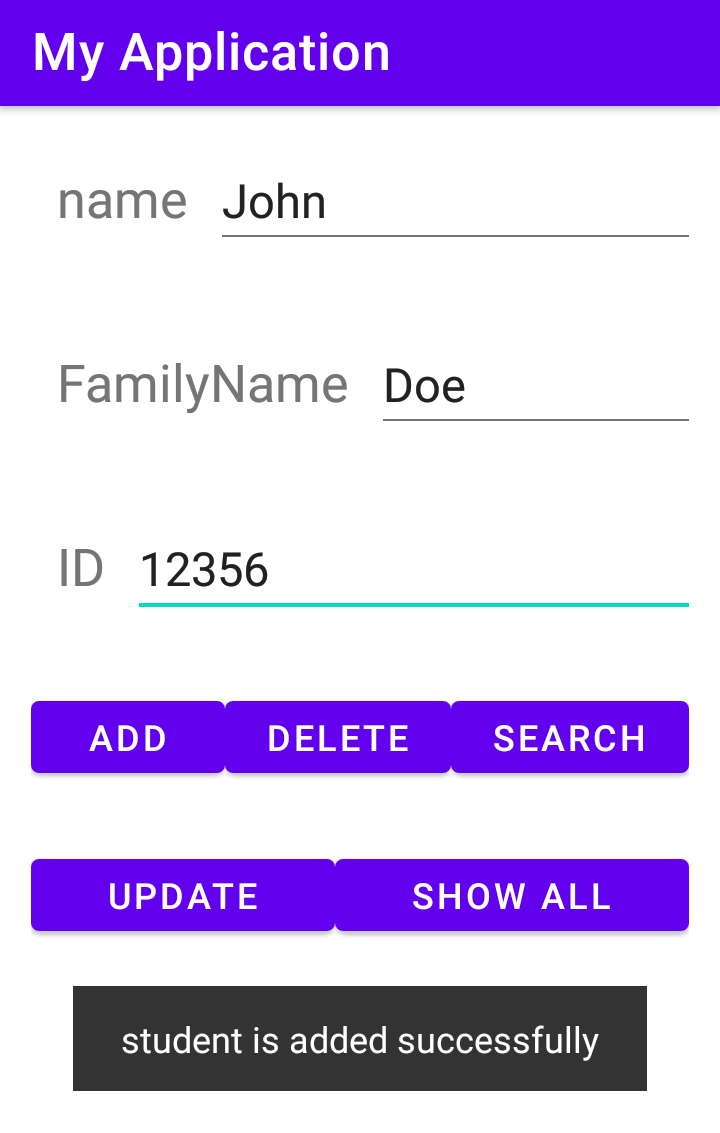 My Application
name John
FamilyName Doe
ID 12356
ADD DELETE SEARCH
UPDATE SHOW ALL
student is added successfully